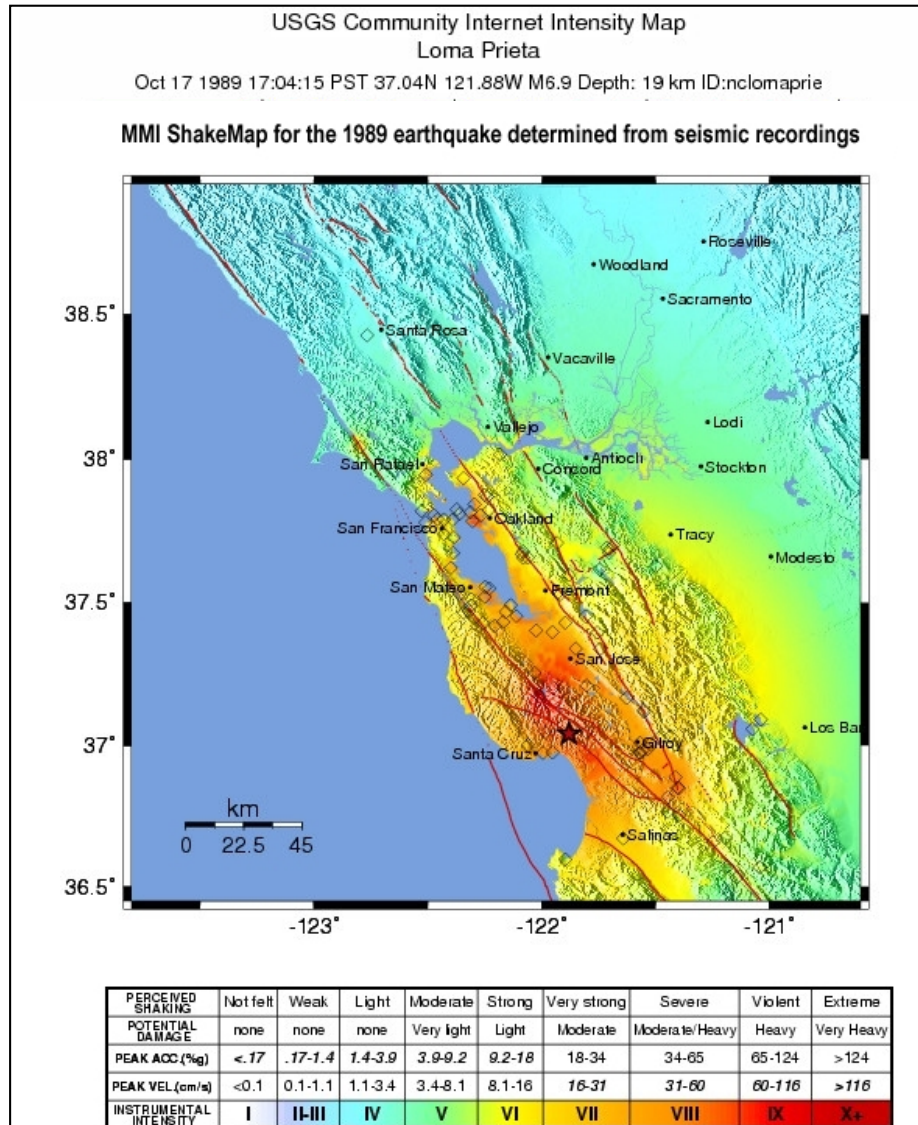 USGS Community Internet Intensity Map
Loma Prieta
Oct 17 1989 17:04:15 PST 37.04N 121.88W M6.9 Depth: 19 km ID:nclomaprie
MMI ShakeMap for the 1989 earthquake determined from seismic recordings
Roseville
Woodland
Sacramento
38.5°
Santa Rosa
Vacaville
Vallejo
Lodi
38°
San Rafael
Concord
Antioch
Stockton
San Francisco
Oakland
Tracy
Modesto
37.5°
San Mateo
Fremont
San Jose
37°
Santa Cruz
Gilroy
Los Ba
km
0 22.5 45
Salinas
36.5°
-123° -122° -121°
PERCEIVED SHAKING Not felt Weak Light Moderate Strong Very strong Severe Violent Extreme
POTENTIAL DAMAGE none none none Very light Light Moderate Moderate/Heavy Heavy Very Heavy
PEAK ACC.(%g) <.17 .17-1.4 1.4-3.9 3.9-9.2 9.2-18 18-34 34-65 65-124 >124
PEAK VEL.(cm/s) <0.1 0.1-1.1 1.1-3.4 3.4-8.1 8.1-16 16-31 31-60 60-116 >116
INSTRUMENTAL INTENSITY I II-III IV V VI VII VIII IX X+